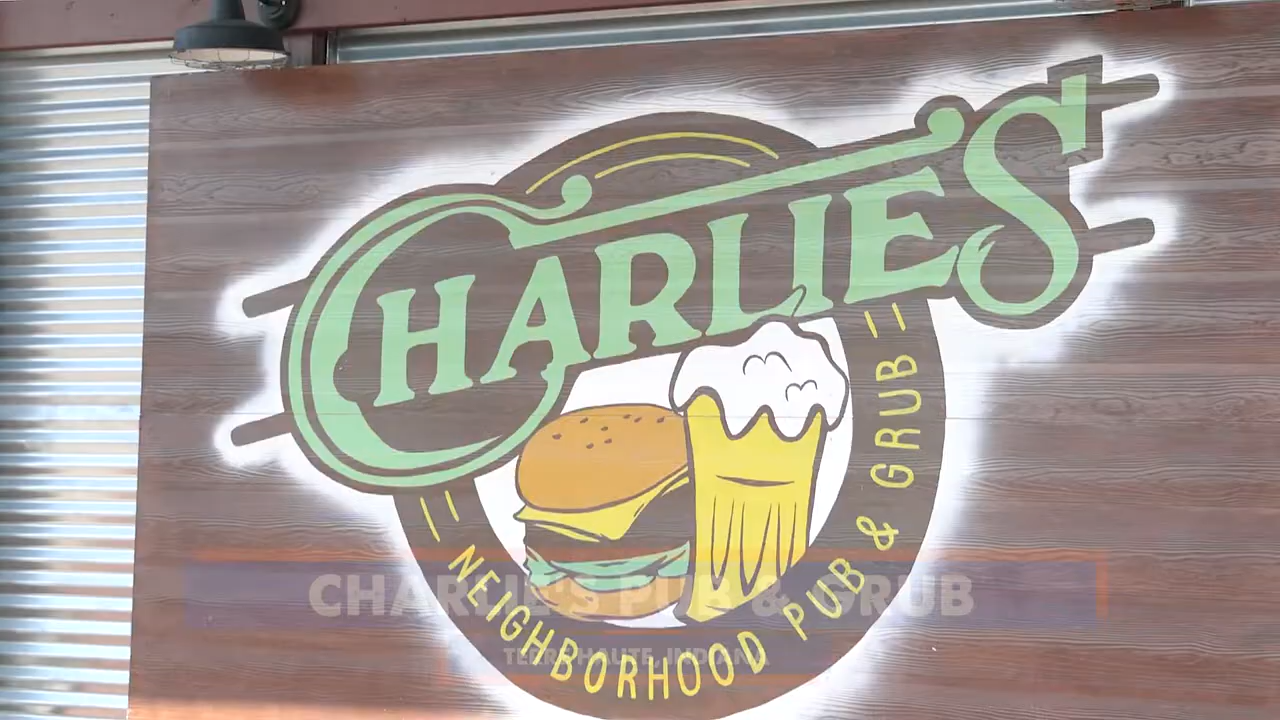 CHARLIE'S
NEIGHBORHOOD PUB & GRUB
CHARLIE'S PUB & GRUB
TERRE HAUTE, INDIANA